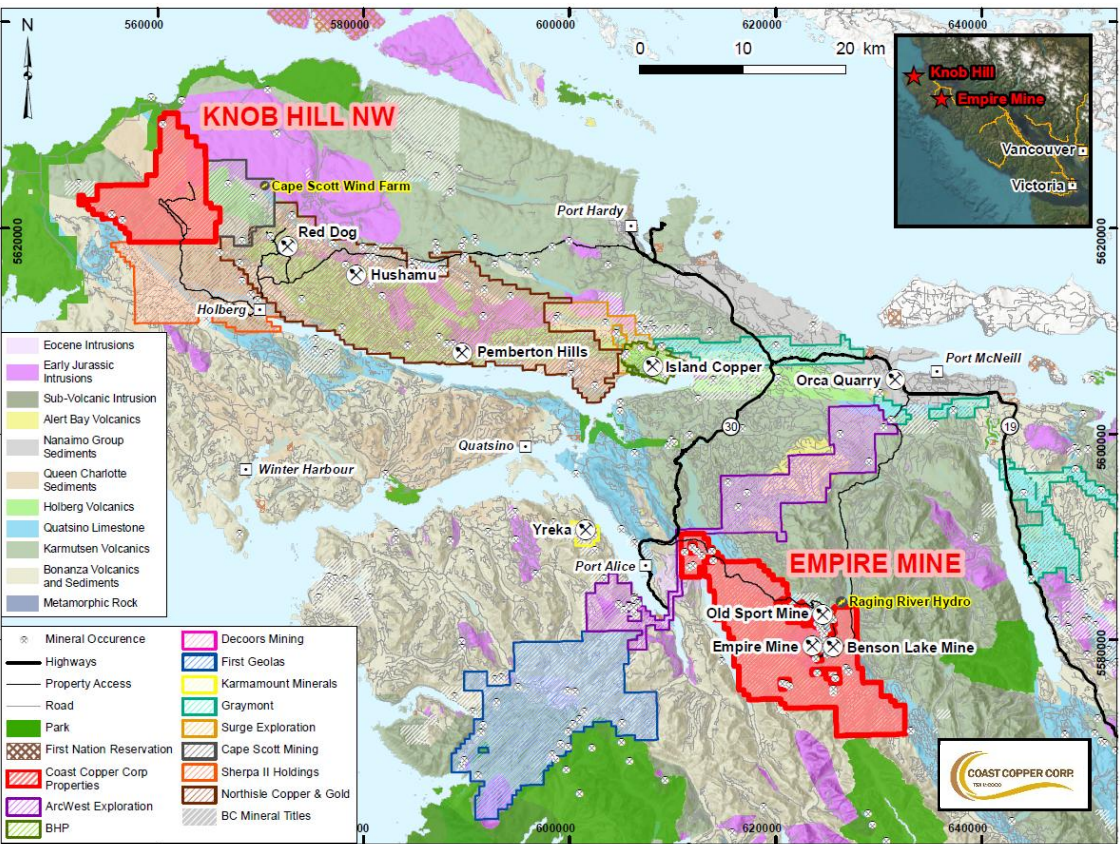 560000
580000
600000
620000
640000
N
0 10 20 km
Knob Hill
Empire Mine
Vancouver
Victoria
KNOB HILL NW
Cape Scott Wind Farm
Port Hardy
5620000
5620000
Red Dog
Hushamu
Holberg
Pemberton Hills
Island Copper
Port McNeill
Orca Quarry
30
19
5600000
Quatsino
Winter Harbour
Yreka
Port Alice
EMPIRE MINE
Raging River Hydro
Old Sport Mine
Empire Mine
Benson Lake Mine
5580000
Eocene Intrusions
Early Jurassic
Intrusions
Sub-Volcanic Intrusion
Alert Bay Volcanics
Nanaimo Group
Sediments
Queen Charlotte
Sediments
Holberg Volcanics
Quatsino Limestone
Karmutsen Volcanics
Bonanza Volcanics
and Sediments
Metamorphic Rock
Mineral Occurence
Highways
Property Access
Road
Park
First Nation Reservation
Coast Copper Corp
Properties
ArcWest Exploration
BHP
Decoors Mining
First Geolas
Karmamount Minerals
Graymont
Surge Exploration
Cape Scott Mining
Sherpa II Holdings
Northisle Copper & Gold
BC Mineral Titles
COAST COPPER CORP.
600000
620000
640000